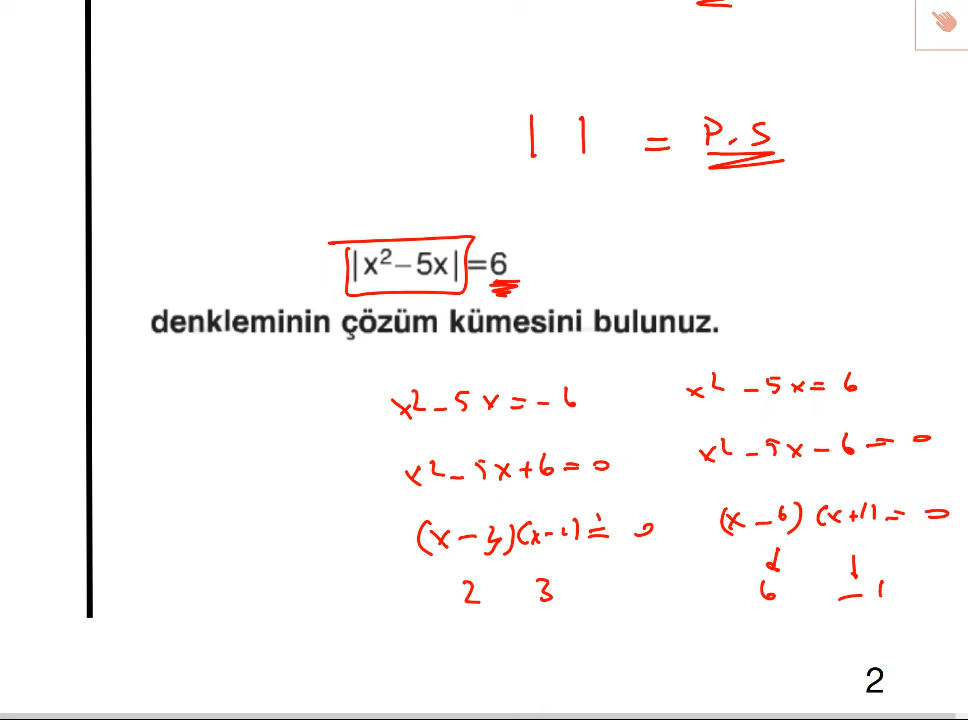 | | = P.S
|x² – 5x| = 6
denkleminin çözüm kümesini bulunuz.
x² – 5x = – 6
x² – 5x = 6
x² – 5x + 6 = 0
x² – 5x – 6 = 0
(x – 3)(x – 2) = 0
(x – 6) (x + 1) = 0
2 3
6 – 1
2